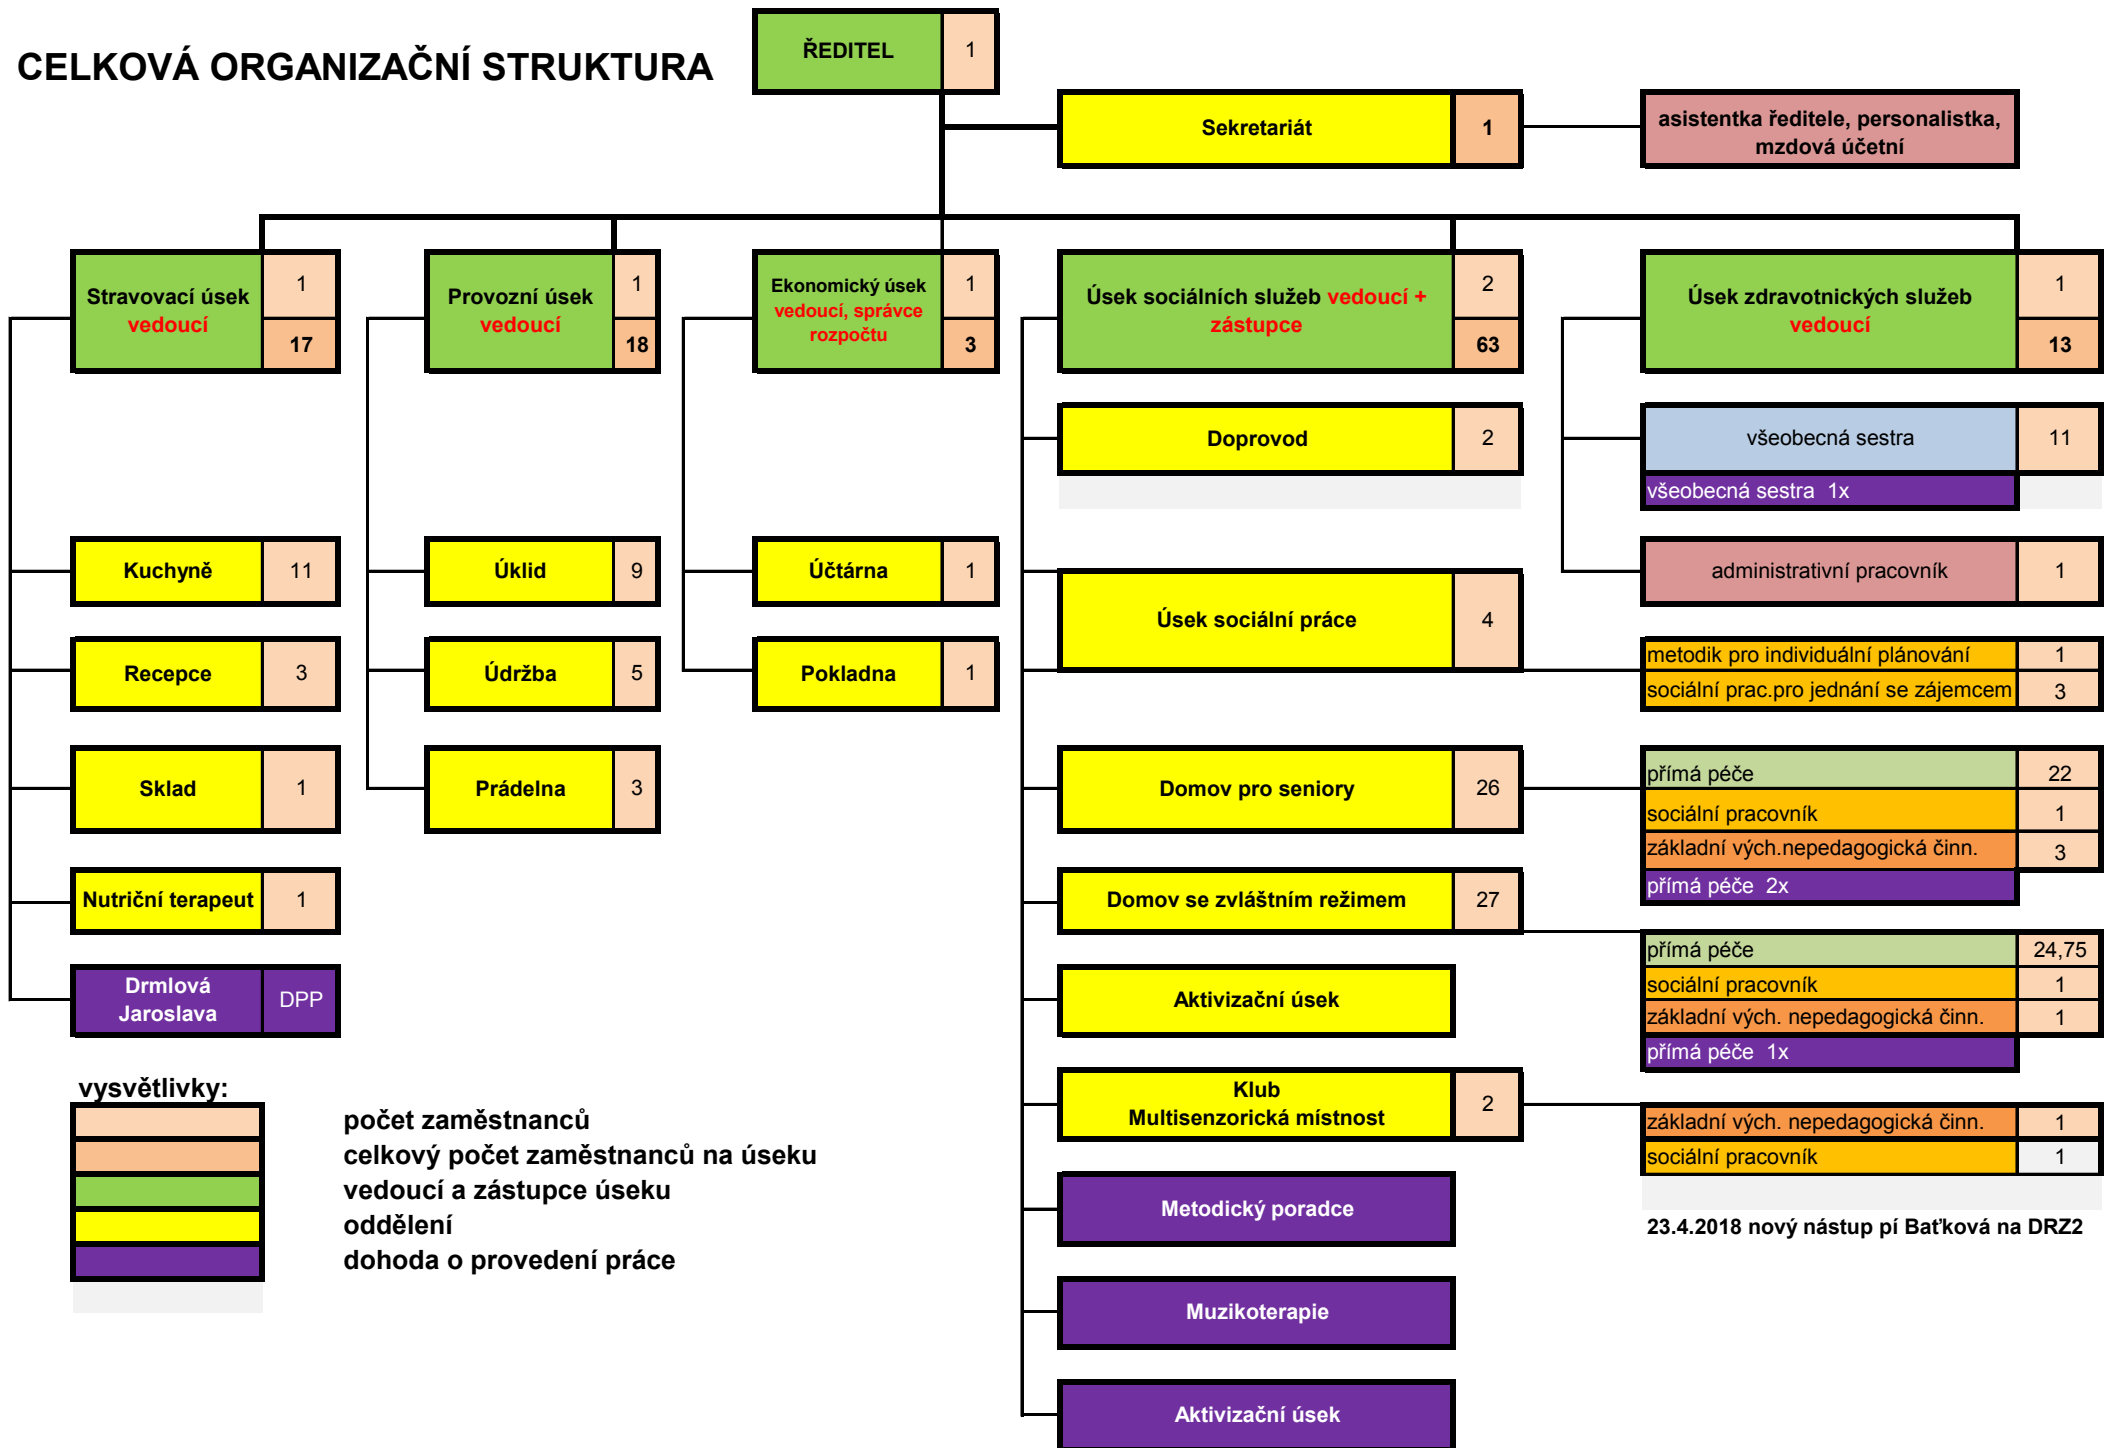 CELKOVÁ ORGANIZAČNÍ STRUKTURA
ŘEDITEL 1
Sekretariát 1
asistentka ředitele, personalistka,
mzdová účetní
Stravovací úsek
vedoucí
1
17
Provozní úsek
vedoucí
1
18
Ekonomický úsek
vedoucí, správce
rozpočtu
1
3
Úsek sociálních služeb vedoucí +
zástupce
2
63
Úsek zdravotnických služeb
vedoucí
1
13
Kuchyně 11
Recepce 3
Sklad 1
Nutriční terapeut 1
Drmlová
Jaroslava
DPP
Úklid 9
Údržba 5
Prádelna 3
Účtárna 1
Pokladna 1
Doprovod 2
Úsek sociální práce 4
Domov pro seniory 26
Domov se zvláštním režimem 27
Aktivizační úsek
Klub
Multisenzorická místnost
2
Metodický poradce
Muzikoterapie
Aktivizační úsek
všeobecná sestra 11
všeobecná sestra 1x
administrativní pracovník 1
metodik pro individuální plánování 1
sociální prac.pro jednání se zájemcem 3
přímá péče 22
sociální pracovník 1
základní vých.nepedagogická činn. 3
přímá péče 2x
přímá péče 24,75
sociální pracovník 1
základní vých. nepedagogická činn. 1
přímá péče 1x
základní vých. nepedagogická činn. 1
sociální pracovník 1
23.4.2018 nový nástup pí Baťková na DRZ2
vysvětlivky:
počet zaměstnanců
celkový počet zaměstnanců na úseku
vedoucí a zástupce úseku
oddělení
dohoda o provedení práce